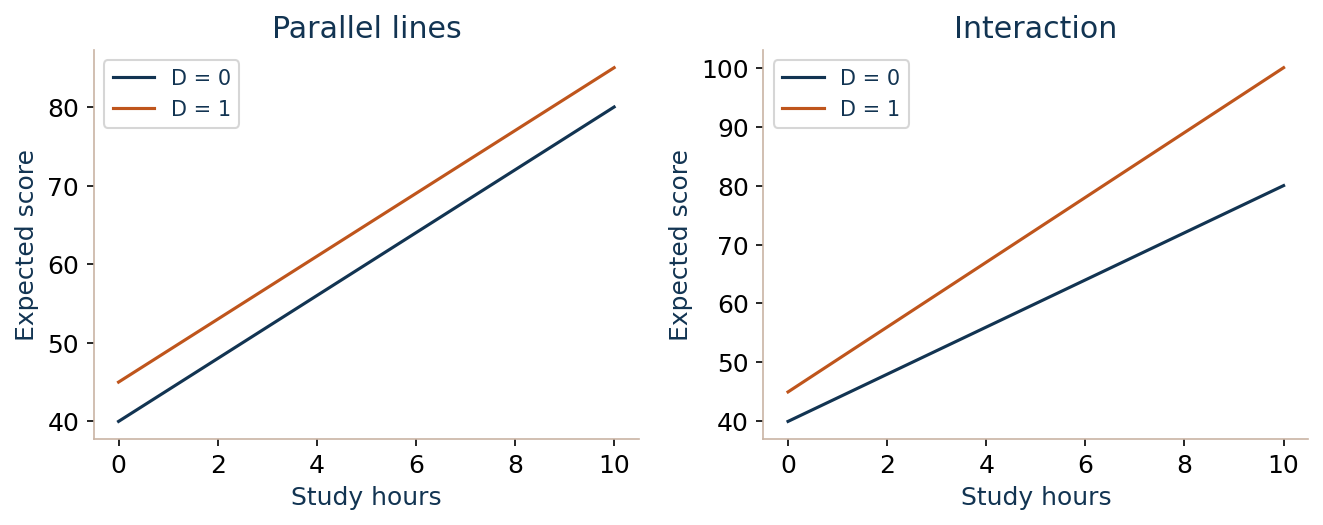 Parallel lines
D = 0
D = 1
80
70
60
50
40
0 2 4 6 8 10
Expected score
Study hours
Interaction
D = 0
D = 1
100
90
80
70
60
50
40
0 2 4 6 8 10
Expected score
Study hours